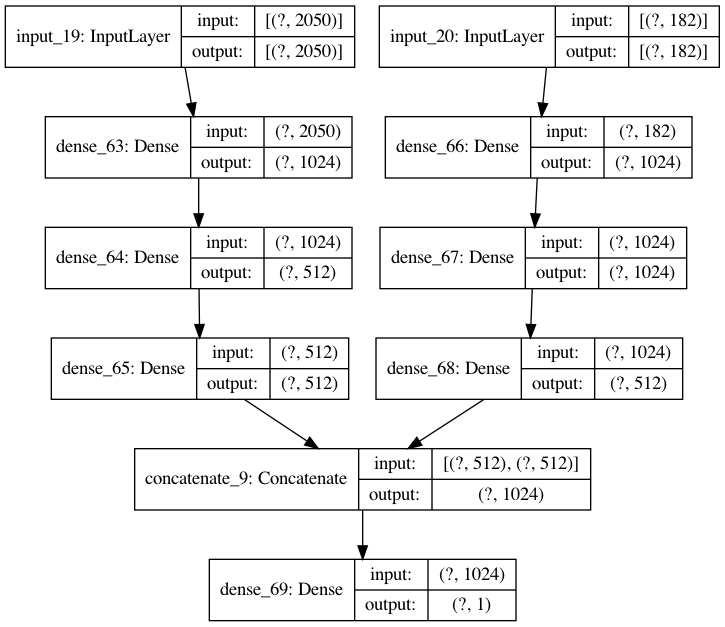 input_19: InputLayer
input: [(?, 2050)]
output: [(?, 2050)]
input_20: InputLayer
input: [(?, 182)]
output: [(?, 182)]
dense_63: Dense
input: (?, 2050)
output: (?, 1024)
dense_66: Dense
input: (?, 182)
output: (?, 1024)
dense_64: Dense
input: (?, 1024)
output: (?, 512)
dense_67: Dense
input: (?, 1024)
output: (?, 1024)
dense_65: Dense
input: (?, 512)
output: (?, 512)
dense_68: Dense
input: (?, 1024)
output: (?, 512)
concatenate_9: Concatenate
input: [(?, 512), (?, 512)]
output: (?, 1024)
dense_69: Dense
input: (?, 1024)
output: (?, 1)